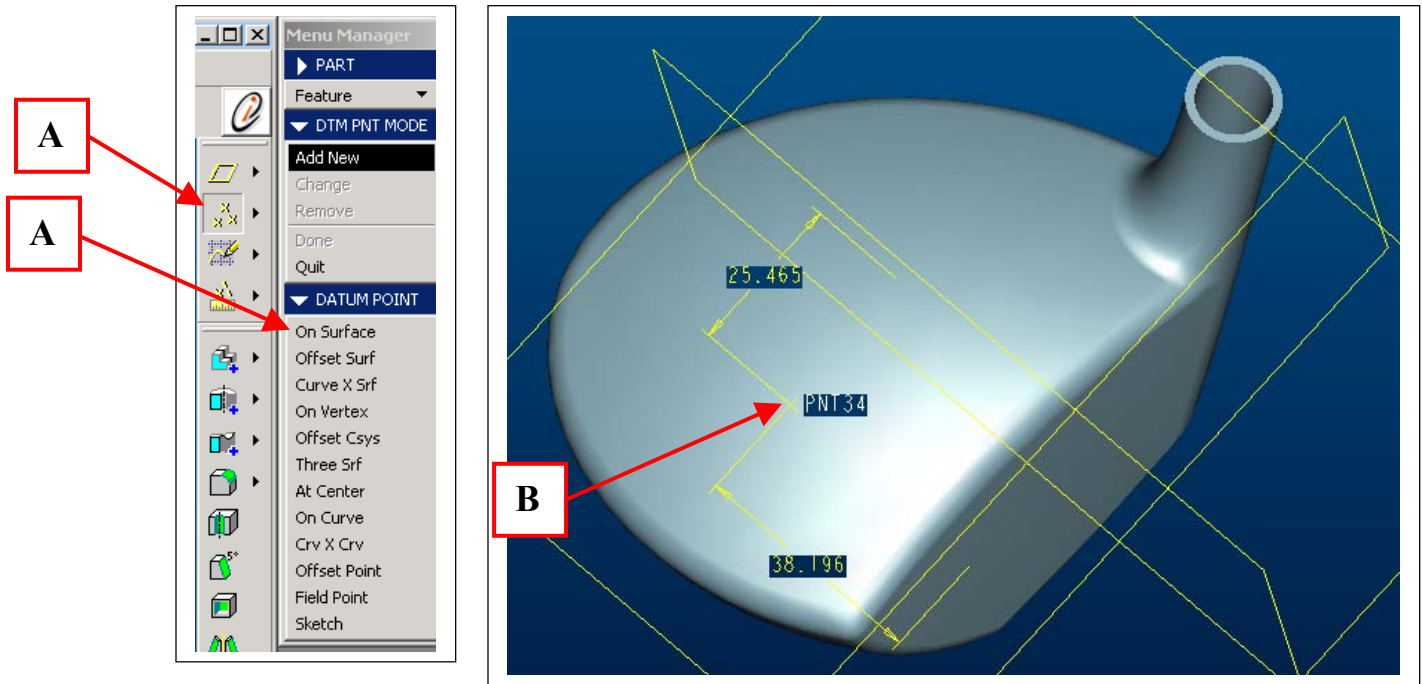 A
A
Menu Manager
PART
Feature
DTM PNT MODE
Add New
Change
Remove
Done
Quit
DATUM POINT
On Surface
Offset Surf
Curve X Srf
On Vertex
Offset Csys
Three Srf
At Center
On Curve
Crv X Crv
Offset Point
Field Point
Sketch
5°
25.465
PNT34
B
38.196